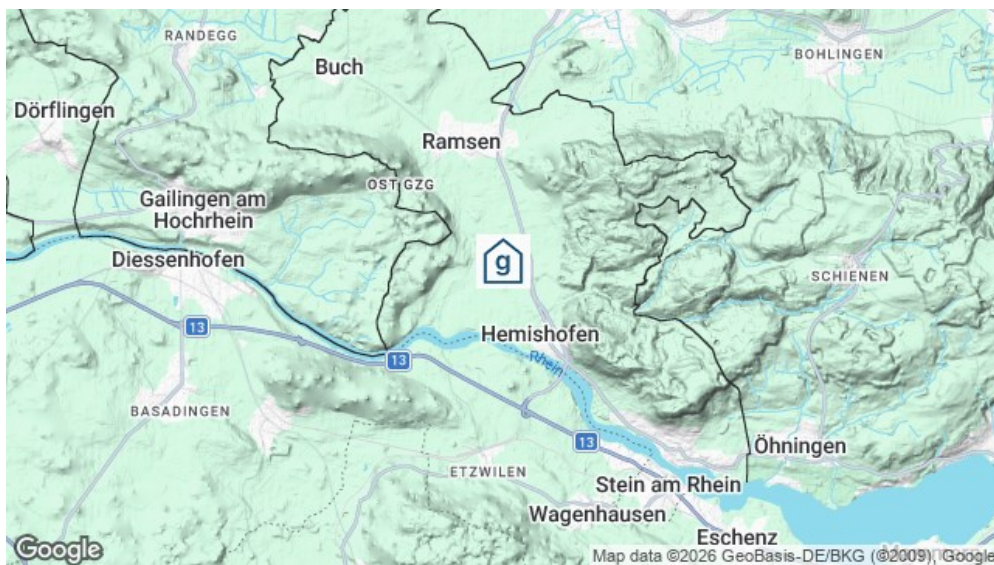 RANDEGG
BOHLINGEN
Buch
Dörflingen
Ramsen
OST GZG
Gailingen am
Hochrhein
g
Diessenhofen
SCHIENEN
13
Hemishofen
13
Rhein
BASADINGEN
13
Öhningen
ETZWILEN
Stein am Rhein
Wagenhausen
Eschenz
Google
Map data ©2026 GeoBasis-DE/BKG (©2009), Google